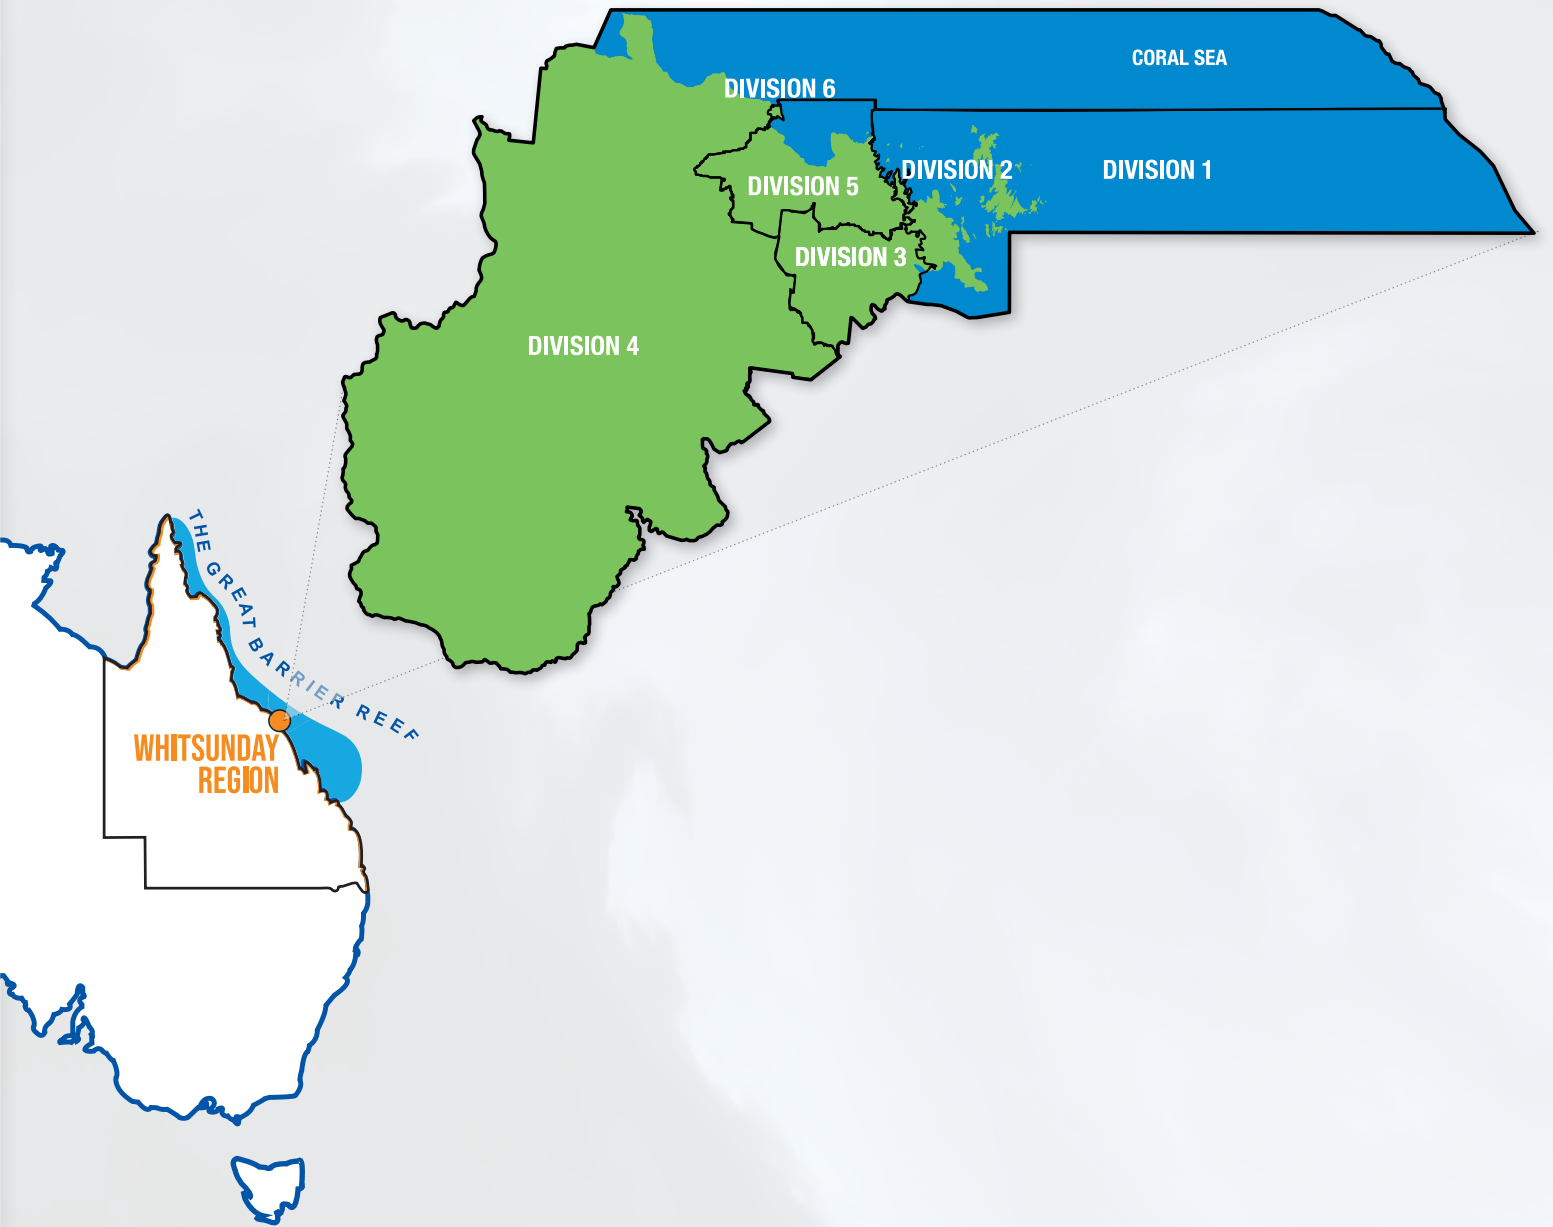 CORAL SEA
DIVISION 6
DIVISION 2
DIVISION 1
DIVISION 5
DIVISION 3
DIVISION 4
THE GREAT BARRIER REEF
WHITSUNDAY
REGION